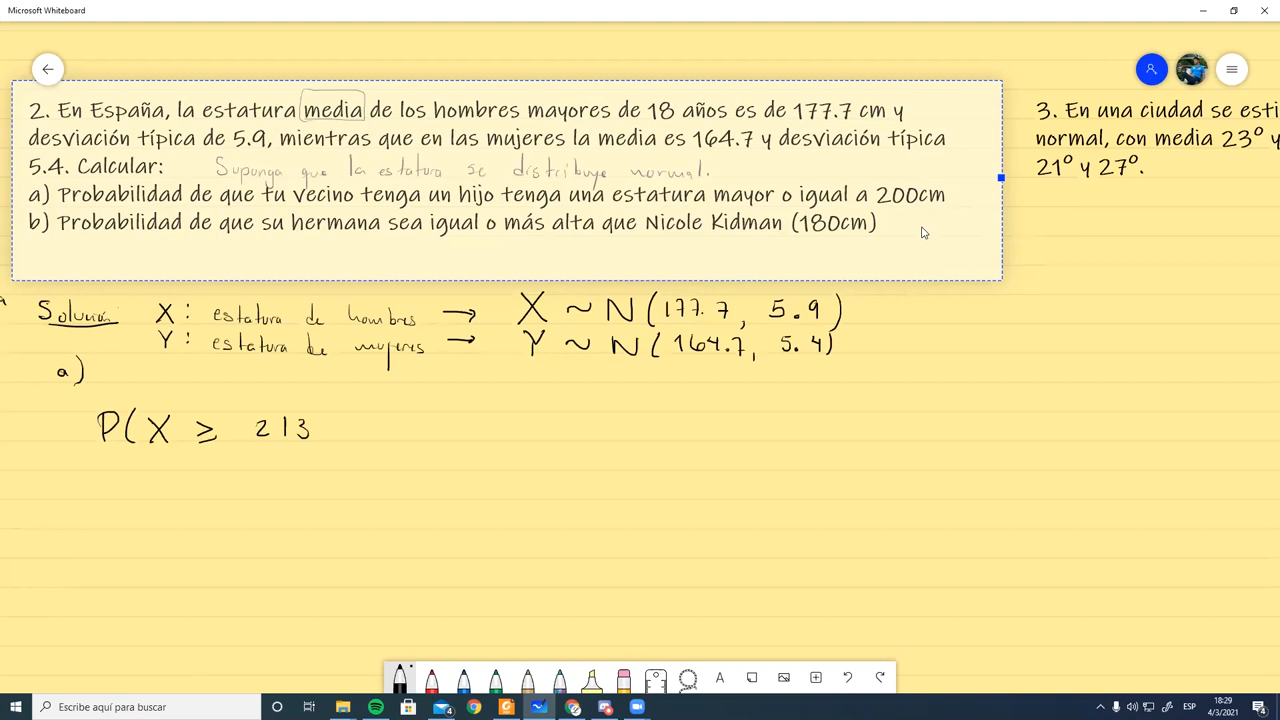 Microsoft Whiteboard
2. En España, la estatura media de los hombres mayores de 18 años es de 177.7 cm y
desviación típica de 5.9, mientras que en las mujeres la media es 164.7 y desviación típica
5.4. Calcular: Suponga que la estatura se distribuye normal.
a) Probabilidad de que tu vecino tenga un hijo tenga una estatura mayor o igual a 200cm
b) Probabilidad de que su hermana sea igual o más alta que Nicole Kidman (180cm)
3. En una ciudad se esti
normal, con media 23º y
21º y 27º.
Solución X : estatura de hombres → X ~ N(177.7, 5.9)
Y : estatura de mujeres → Y ~ N(164.7, 5.4)
a)
P(X ≥ 213
Escribe aquí para buscar
ESP
18:29
4/3/2021